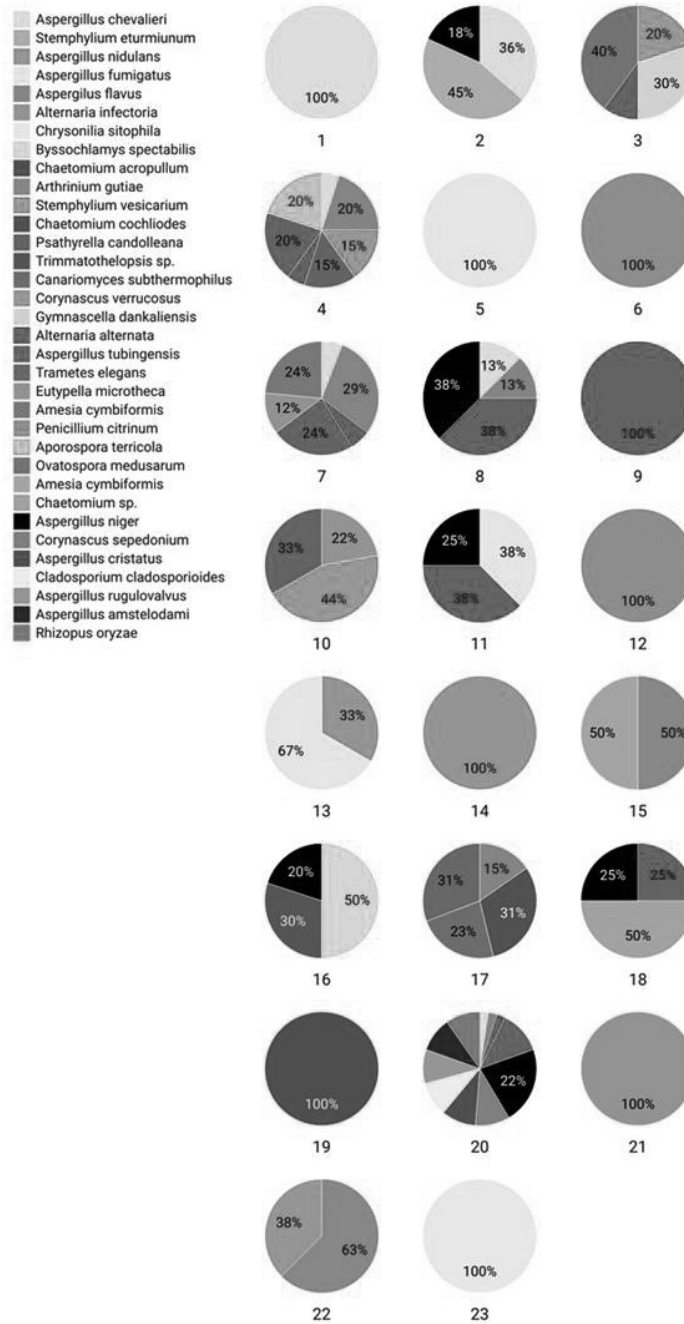 Aspergillus chevalieri
Stemphylium eturmiunum
Aspergillus nidulans
Aspergillus fumigatus
Aspergilus flavus
Alternaria infectoria
Chrysonilia sitophila
Byssochlamys spectabilis
Chaetomium acropullum
Arthrinium gutiae
Stemphylium vesicarium
Chaetomium cochliodes
Psathyrella candolleana
Trimmatothelopsis sp.
Canariomyces subthermophilus
Corynascus verrucosus
Gymnascella dankaliensis
Alternaria alternata
Aspergillus tubingensis
Trametes elegans
Eutypella microtheca
Amesia cymbiformis
Penicillium citrinum
Aporospora terricola
Ovatospora medusarum
Amesia cymbiformis
Chaetomium sp.
Aspergillus niger
Corynascus sepedonium
Aspergillus cristatus
Cladosporium cladosporioides
Aspergillus rugulovalvus
Aspergillus amstelodami
Rhizopus oryzae
100%
1
18% 36%
45%
2
40% 20%
30%
3
20% 20%
20% 15%
15%
4
100%
5
100%
6
24% 29%
12%
24%
7
13%
38% 13%
38%
8
100%
9
33% 22%
44%
10
25% 38%
38%
11
100%
12
33%
67%
13
100%
14
50% 50%
15
20% 50%
30%
16
15%
31% 31%
23%
17
25% 25%
50%
18
100%
19
22%
20
100%
21
38% 63%
22
100%
23